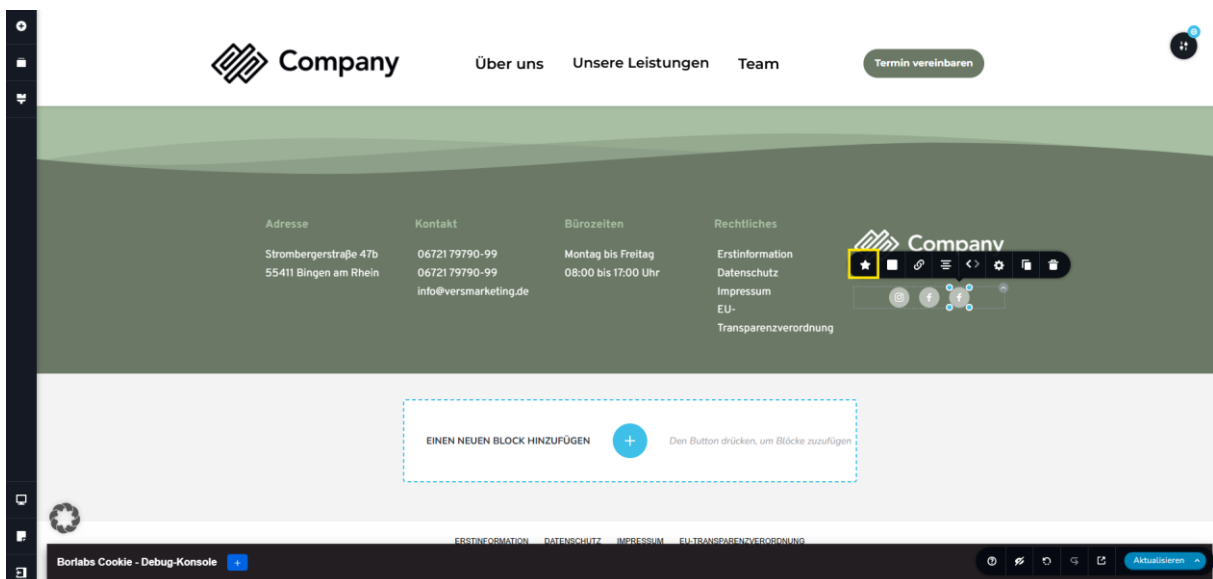 Company
Über uns
Unsere Leistungen
Team
Termin vereinbaren
Adresse
Strombergerstraße 47b
55411 Bingen am Rhein
Kontakt
06721 79790-99
06721 79790-99
info@versmarketing.de
Bürozeiten
Montag bis Freitag
08:00 bis 17:00 Uhr
Rechtliches
Erstinformation
Datenschutz
Impressum
EU-
Transparenzverordnung
Company
EINEN NEUEN BLOCK HINZUFÜGEN
Den Button drücken, um Blöcke zuzufügen
ERSTINFORMATION DATENSCHUTZ IMPRESSUM EU-TRANSPARENZVERORDNUNG
Borlabs Cookie - Debug-Konsole
Aktualisieren